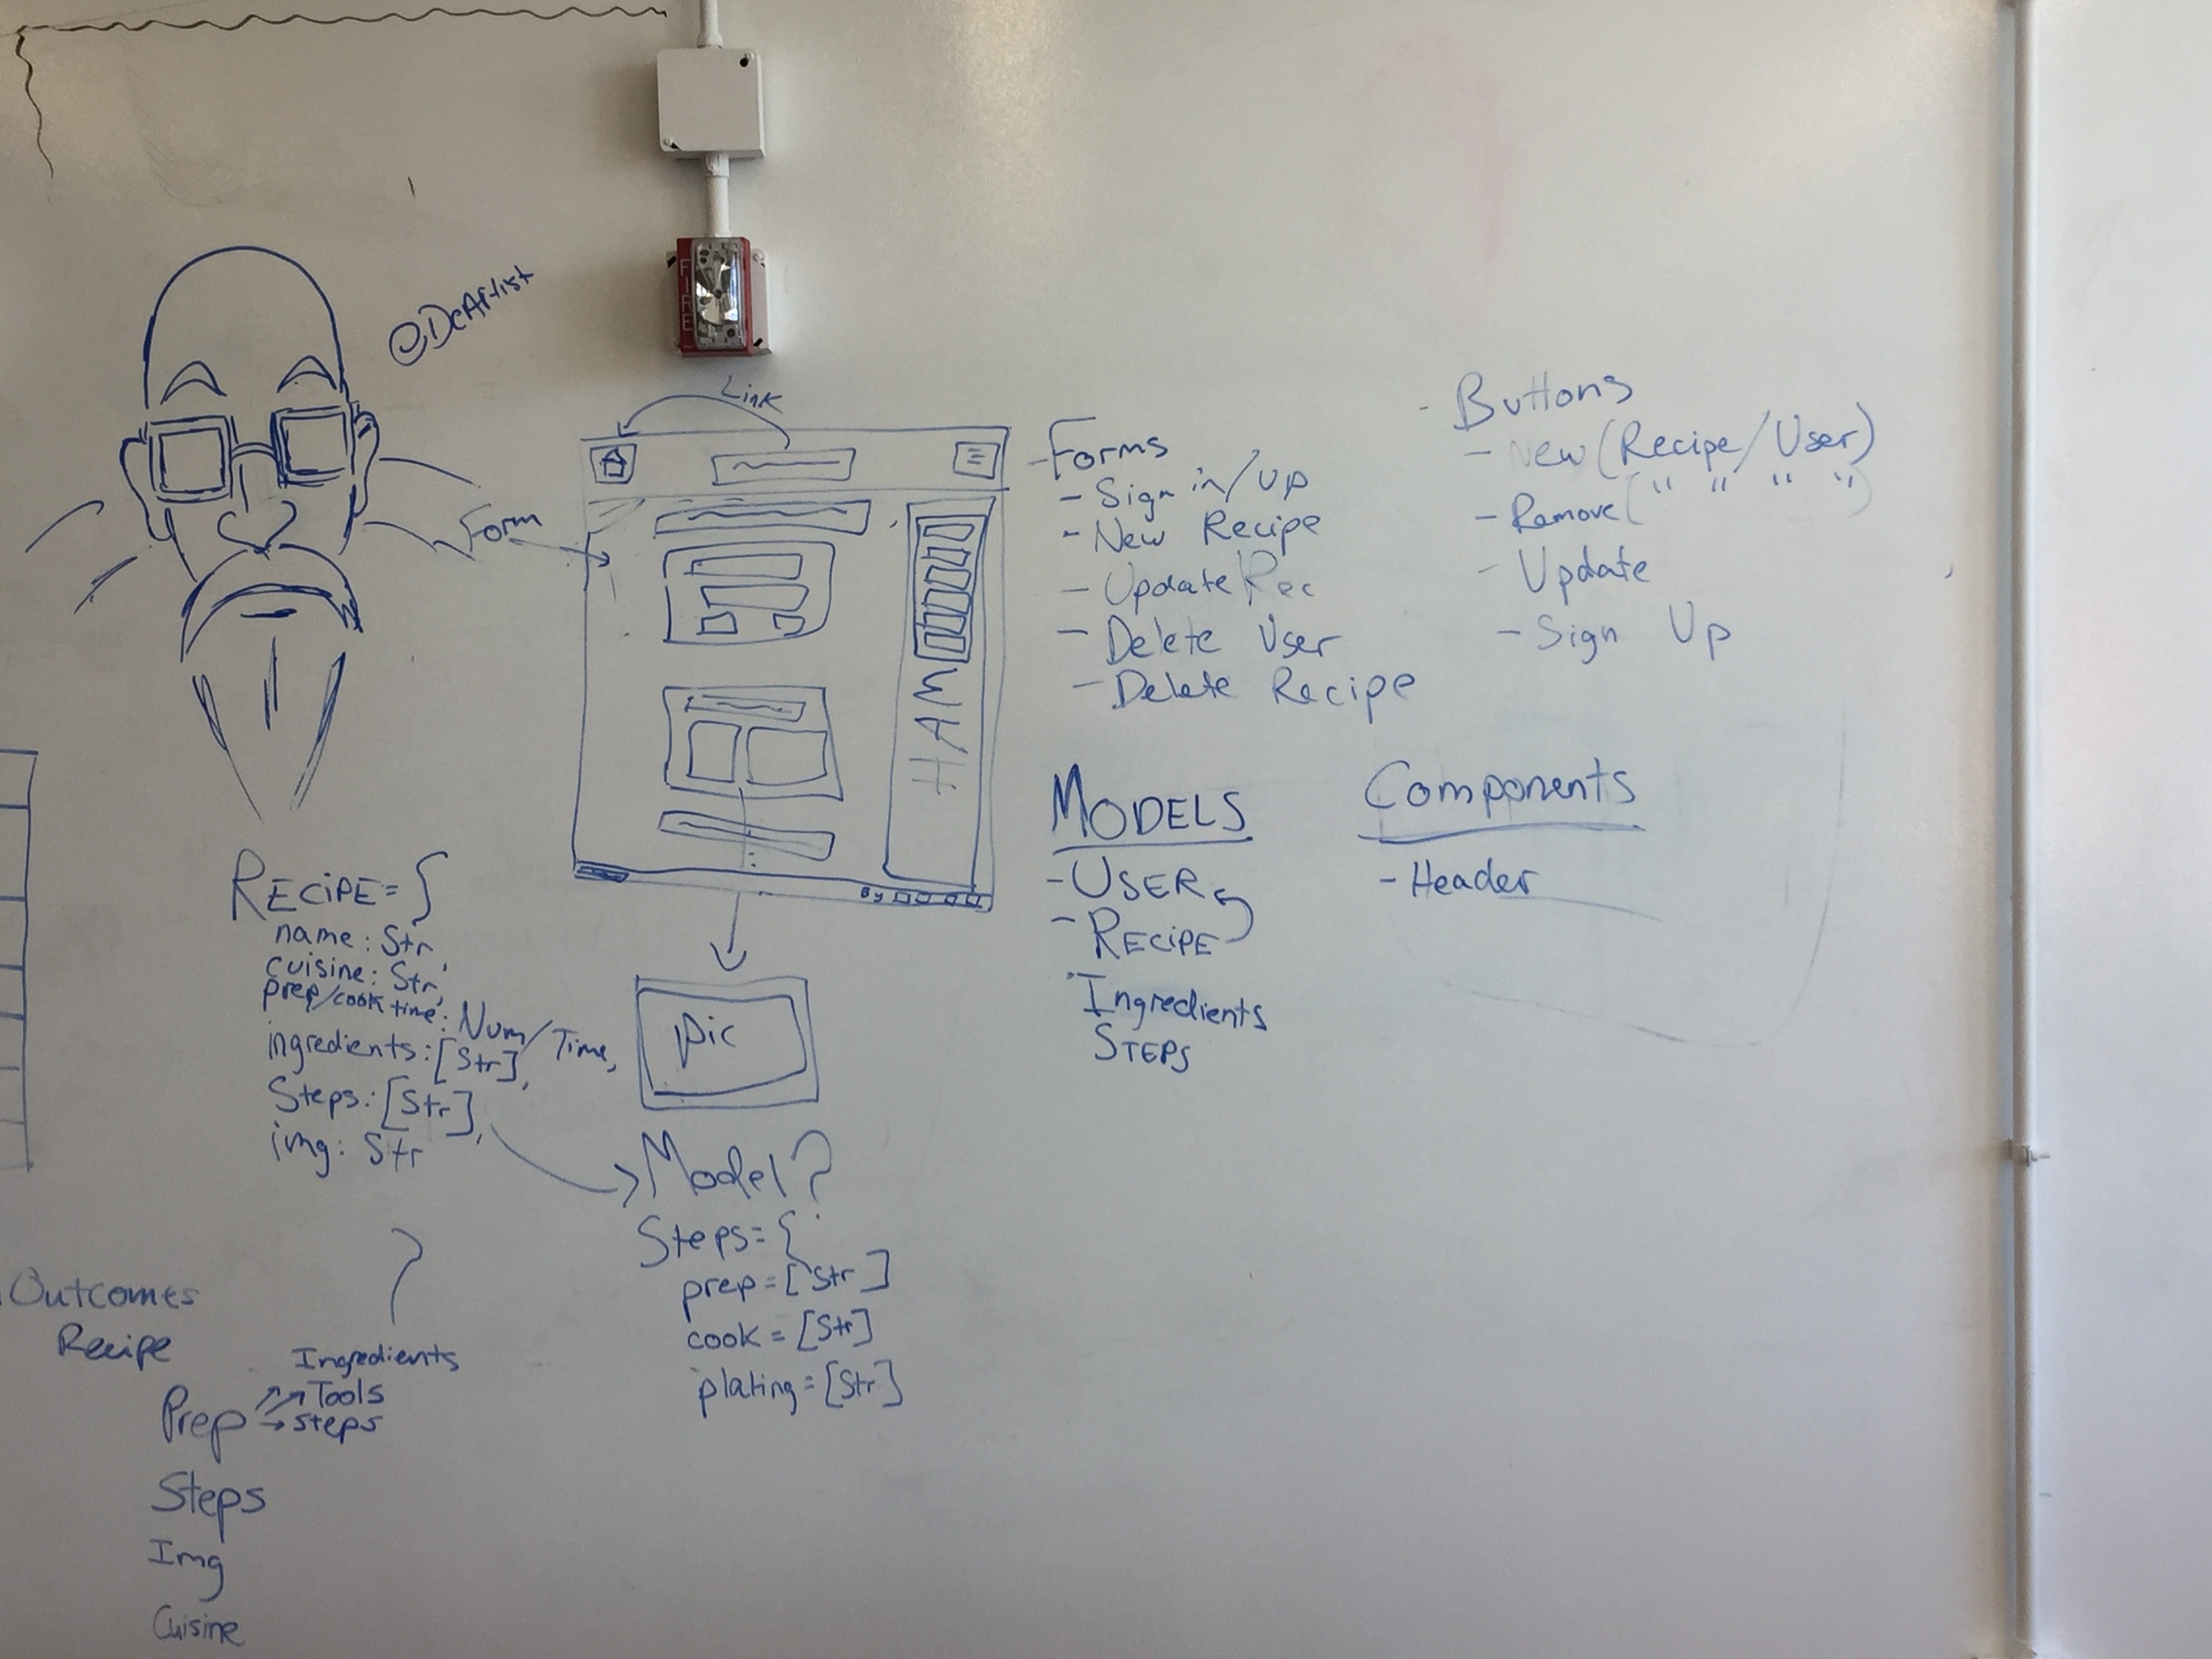 @DcArtist
FIRE
Link
Form
HAM
By
pic
- Forms
- Sign in/up
- New Recipe
- Update Rec
- Delete User
- Delete Recipe
- Buttons
- New (Recipe/User)
- Remove (" " " ")
- Update
- Sign Up
MODELS
- USER
- RECIPE
Ingredients
STEPS
Components
- Header
RECIPE = {
name: Str,
cuisine: Str,
prep/cook time: Num/Time,
ingredients: [Str],
Steps: [Str],
img: Str
Model?
Steps = {
prep = [Str]
cook = [Str]
plating = [Str]
Outcomes
Recipe
Prep
Ingredients
Tools
Steps
Steps
Img
Cuisine